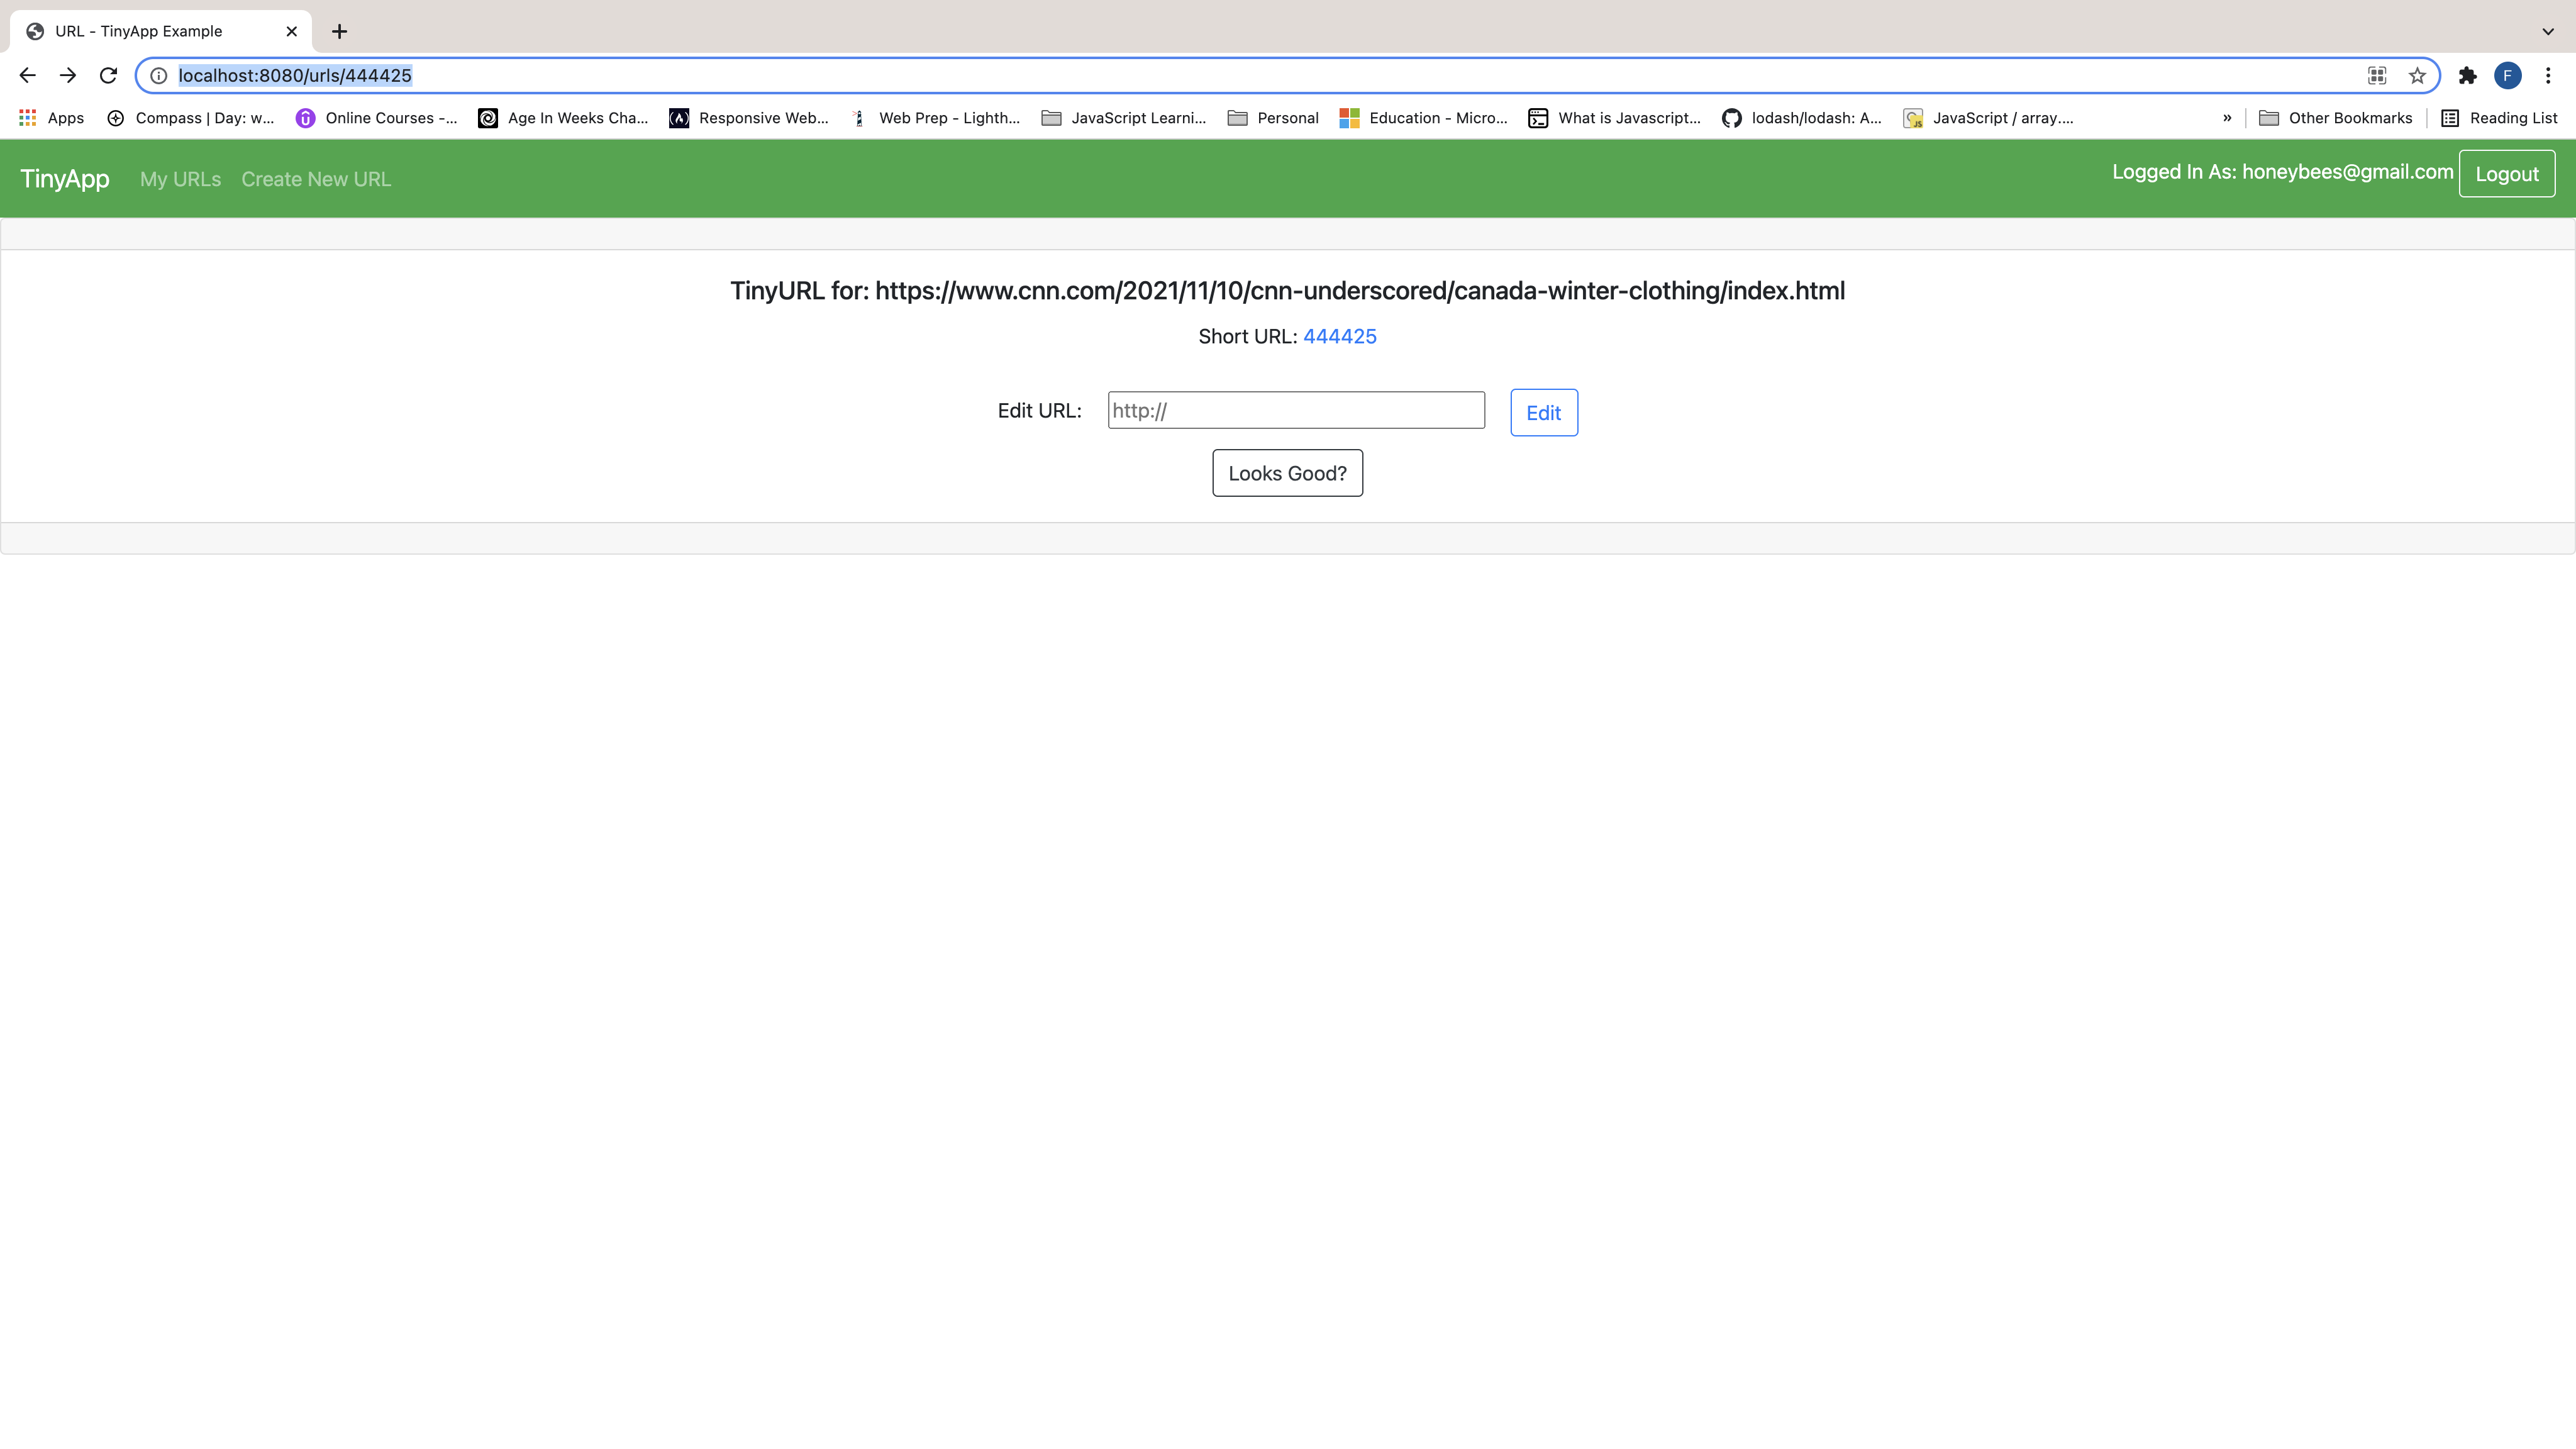 URL - TinyApp Example
localhost:8080/urls/444425
F
Apps
Compass | Day: w...
Online Courses -...
Age In Weeks Cha...
Responsive Web...
Web Prep - Lighth...
JavaScript Learni...
Personal
Education - Micro...
What is Javascript...
lodash/lodash: A...
JavaScript / array....
»
Other Bookmarks
Reading List
TinyApp
My URLs
Create New URL
Logged In As: honeybees@gmail.com
Logout
TinyURL for: https://www.cnn.com/2021/11/10/cnn-underscored/canada-winter-clothing/index.html
Short URL: 444425
Edit URL:
http://
Edit
Looks Good?